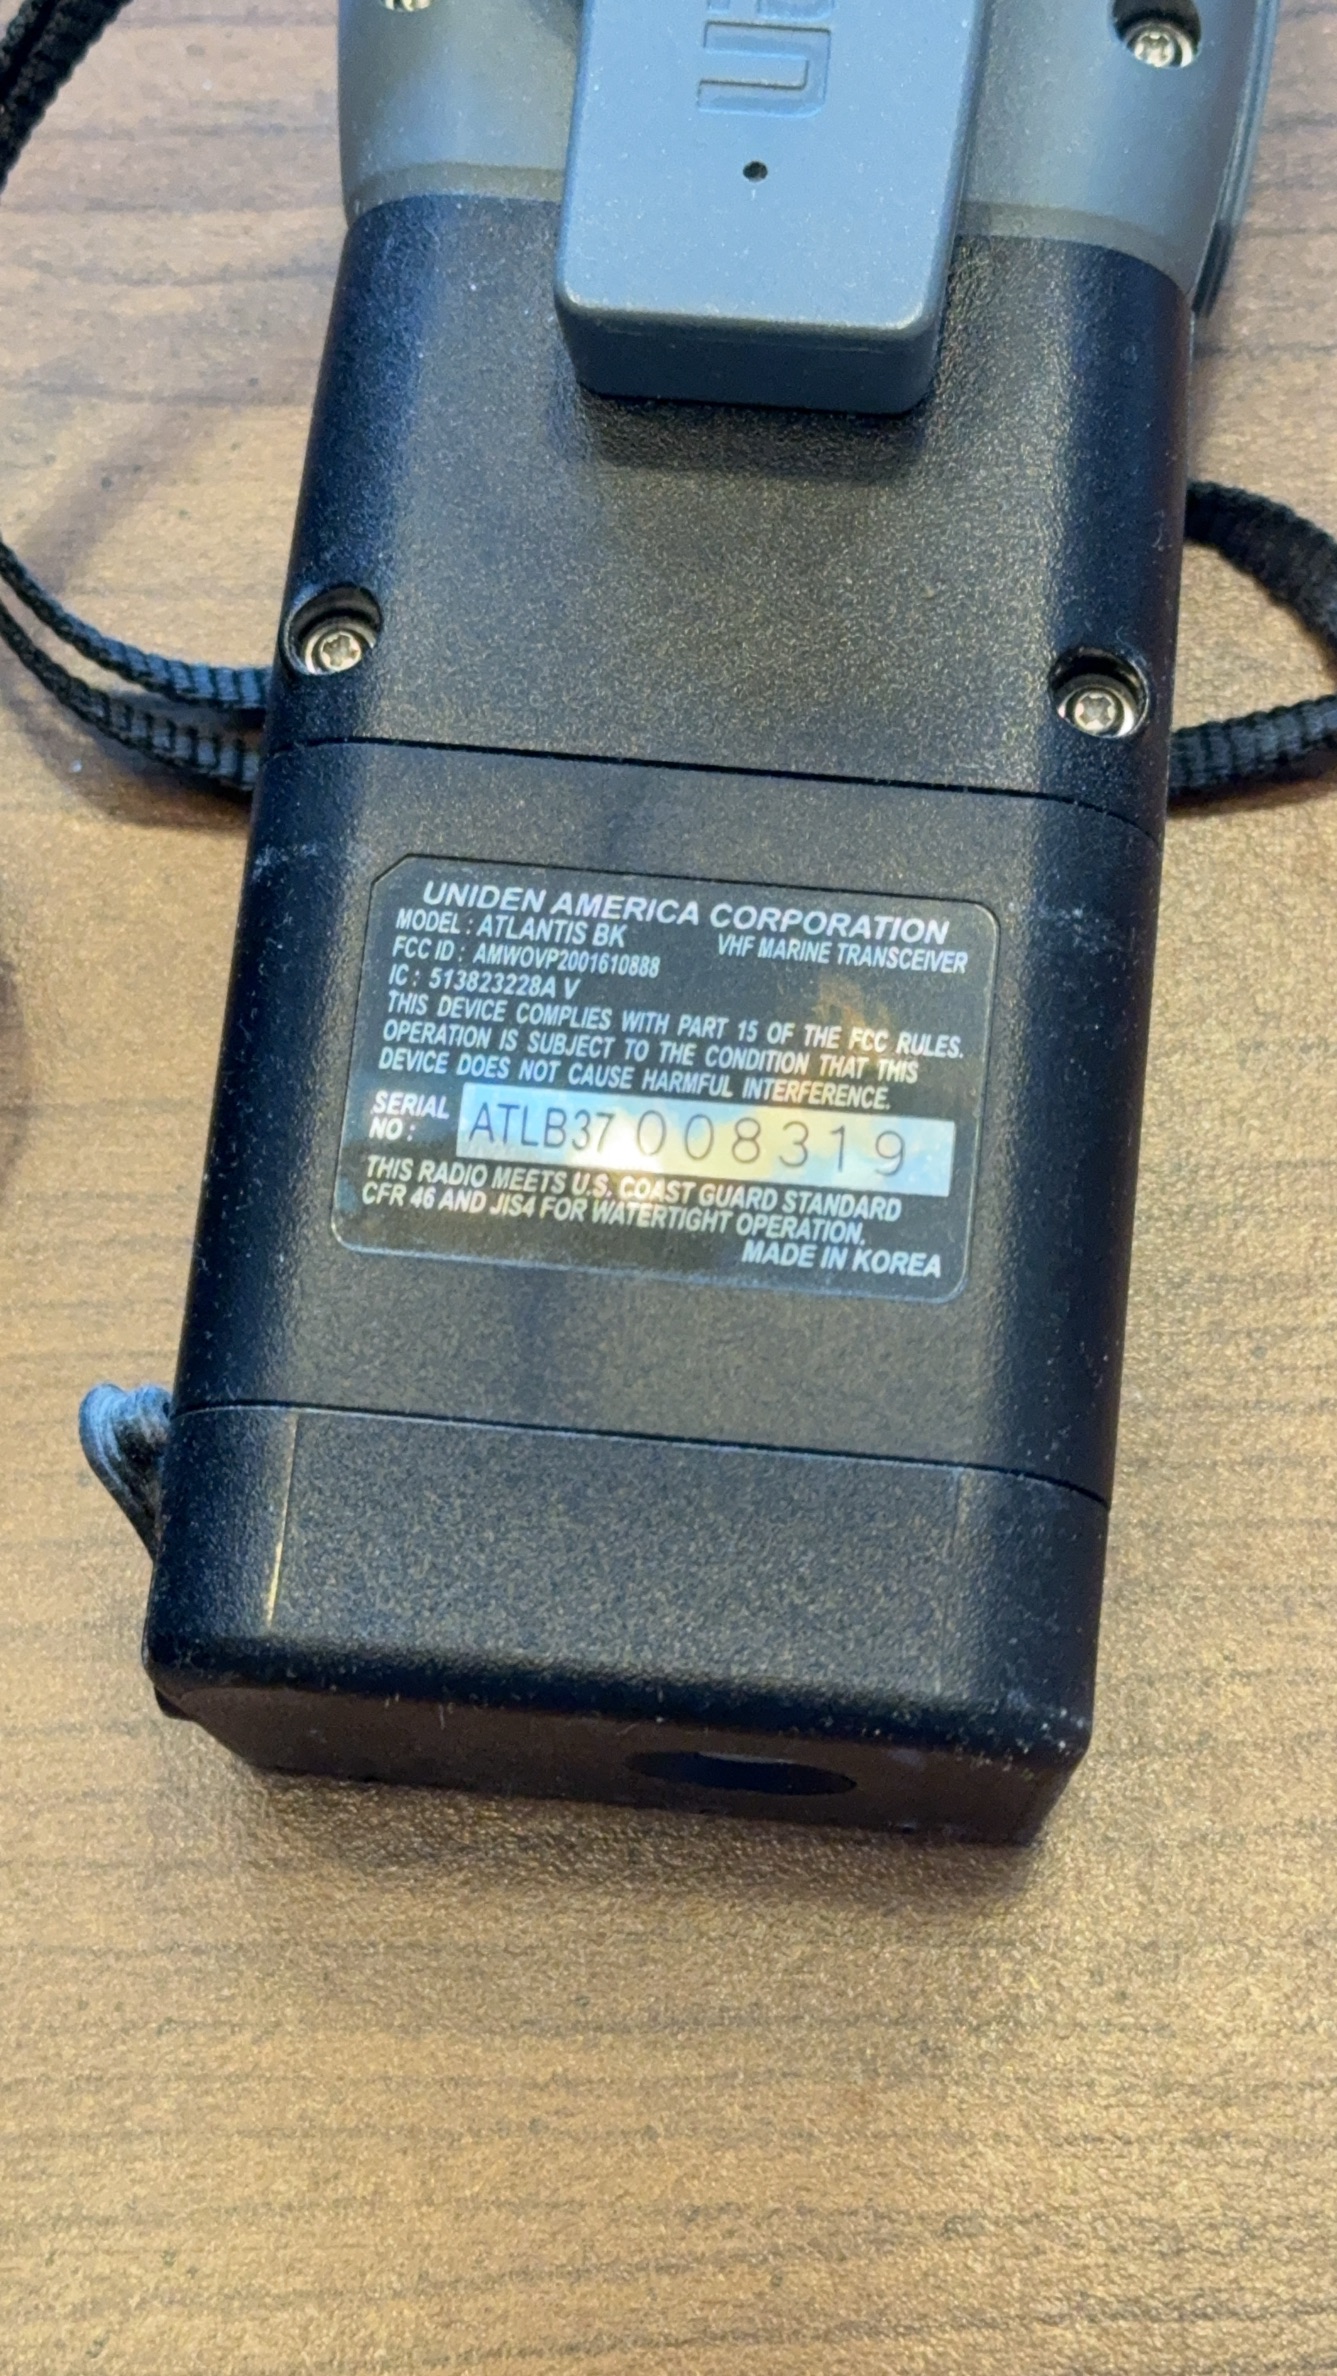 UNIDEN AMERICA CORPORATION
MODEL : ATLANTIS BK VHF MARINE TRANSCEIVER
FCC ID : AMWOVP2001610888
IC : 513823228A V
THIS DEVICE COMPLIES WITH PART 15 OF THE FCC RULES.
OPERATION IS SUBJECT TO THE CONDITION THAT THIS
DEVICE DOES NOT CAUSE HARMFUL INTERFERENCE.
SERIAL NO : ATLB37008319
THIS RADIO MEETS U.S. COAST GUARD STANDARD
CFR 46 AND JIS4 FOR WATERTIGHT OPERATION.
MADE IN KOREA